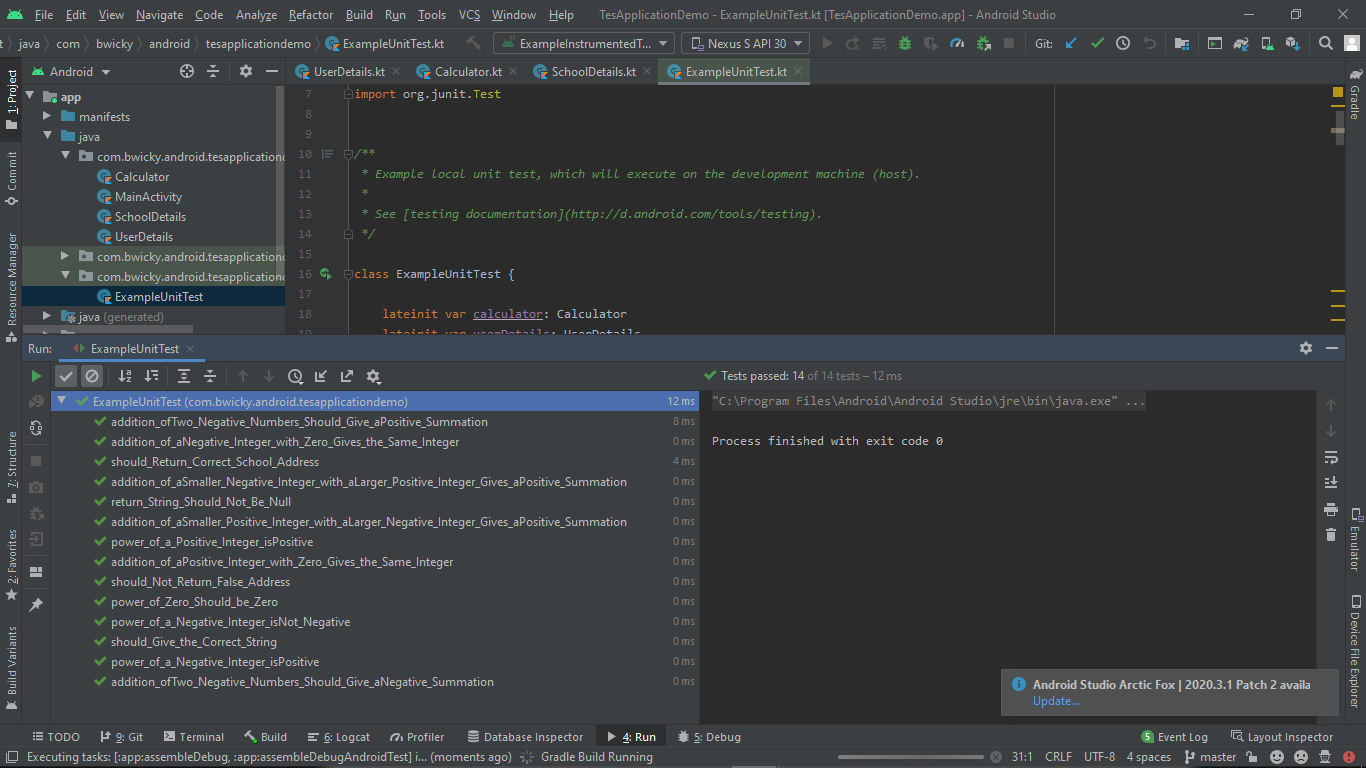 File Edit View Navigate Code Analyze Refactor Build Run Tools VCS Window Help TesApplicationDemo - ExampleUnitTest.kt [TesApplicationDemo.app] - Android Studio
java com bwicky android tesapplicationdemo ExampleUnitTest.kt ExampleInstrumentedT... Nexus S API 30 Git:
1: Project
Commit
Resource Manager
Z: Structure
2: Favorites
Build Variants
Android
app
manifests
java
com.bwicky.android.tesapplicationd
Calculator
MainActivity
SchoolDetails
UserDetails
com.bwicky.android.tesapplicationd
com.bwicky.android.tesapplicationd
ExampleUnitTest
java (generated)
UserDetails.kt Calculator.kt SchoolDetails.kt ExampleUnitTest.kt
7 import org.junit.Test
8
9
10 /**
11 * Example local unit test, which will execute on the development machine (host).
12 *
13 * See [testing documentation](http://d.android.com/tools/testing).
14 */
15
16 class ExampleUnitTest {
17
18 lateinit var calculator: Calculator
19 lateinit var userDetails: UserDetails
Run: ExampleUnitTest
Tests passed: 14 of 14 tests – 12 ms
ExampleUnitTest (com.bwicky.android.tesapplicationdemo) 12 ms
addition_ofTwo_Negative_Numbers_Should_Give_aPositive_Summation 8 ms
addition_of_aNegative_Integer_with_Zero_Gives_the_Same_Integer 0 ms
should_Return_Correct_School_Address 4 ms
addition_of_aSmaller_Negative_Integer_with_aLarger_Positive_Integer_Gives_aPositive_Summation 0 ms
return_String_Should_Not_Be_Null 0 ms
addition_of_aSmaller_Positive_Integer_with_aLarger_Negative_Integer_Gives_aPositive_Summation 0 ms
power_of_a_Positive_Integer_isPositive 0 ms
addition_of_aPositive_Integer_with_Zero_Gives_the_Same_Integer 0 ms
should_Not_Return_False_Address 0 ms
power_of_Zero_Should_be_Zero 0 ms
power_of_a_Negative_Integer_isNot_Negative 0 ms
should_Give_the_Correct_String 0 ms
power_of_a_Negative_Integer_isPositive 0 ms
addition_ofTwo_Negative_Numbers_Should_Give_aNegative_Summation 0 ms
"C:\Program Files\Android\Android Studio\jre\bin\java.exe" ...
Process finished with exit code 0
Gradle
Emulator
Device File Explorer
Android Studio Arctic Fox | 2020.3.1 Patch 2 availa
Update...
TODO 9: Git Terminal Build 6: Logcat Profiler Database Inspector 4: Run 5: Debug 5 Event Log Layout Inspector
Executing tasks: [:app:assembleDebug, :app:assembleDebugAndroidTest] i... (moments ago) Gradle Build Running 31:1 CRLF UTF-8 4 spaces master